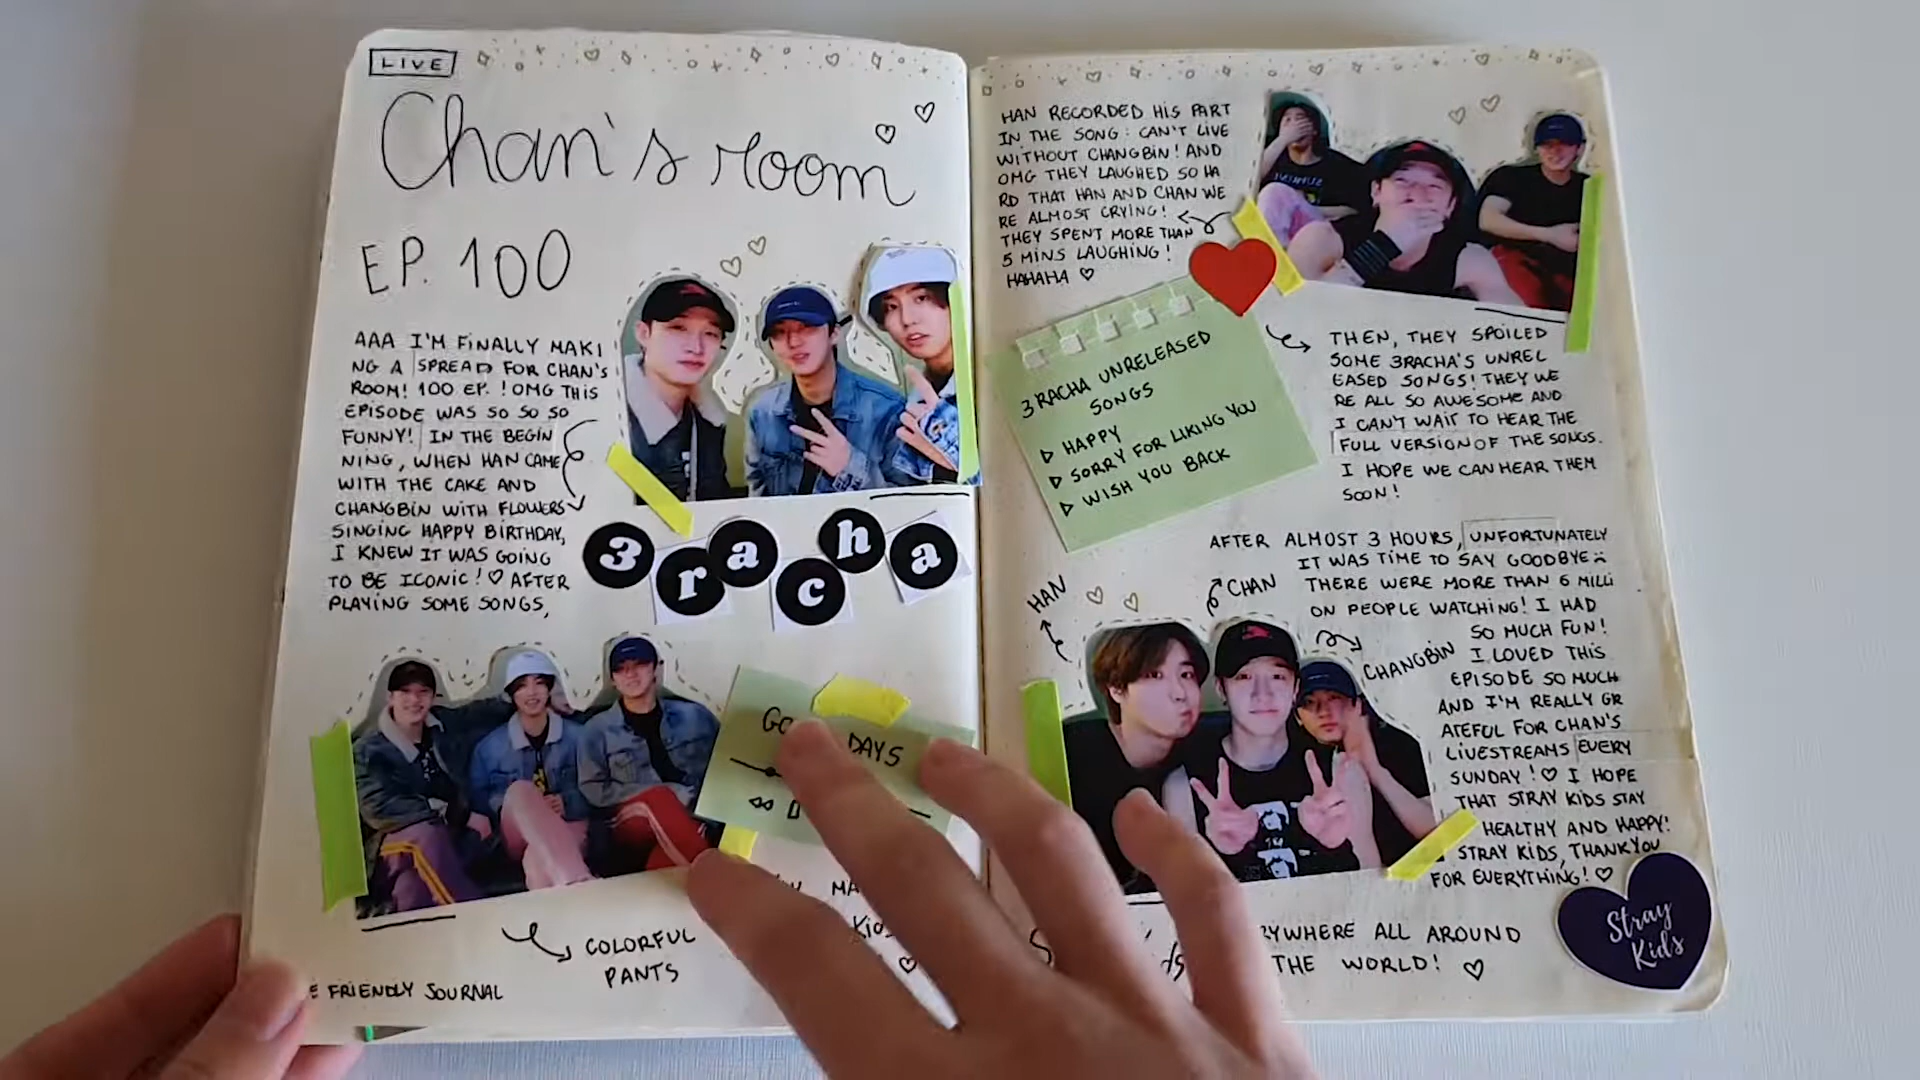 LIVE
Chan's room
EP. 100
AAA I'M FINALLY MAKI
NG A SPREAD FOR CHAN'S
ROOM! 100 EP. ! OMG THIS
EPISODE WAS SO SO SO
FUNNY! IN THE BEGIN
NING, WHEN HAN CAME
WITH THE CAKE AND
CHANGBIN WITH FLOWERS
SINGING HAPPY BIRTHDAY,
I KNEW IT WAS GOING
TO BE ICONIC! ♡ AFTER
PLAYING SOME SONGS,
3racha
DAYS
COLORFUL
PANTS
FRIENDLY JOURNAL
HAN RECORDED HIS PART
IN THE SONG: CAN'T LIVE
WITHOUT CHANGBIN! AND
OMG THEY LAUGHED SO HA
RD THAT HAN AND CHAN WE
RE ALMOST CRYING!
THEY SPENT MORE THAN
5 MINS LAUGHING!
HAHAHA ♡
3RACHA UNRELEASED
SONGS
▷ HAPPY
▷ SORRY FOR LIKING YOU
▷ WISH YOU BACK
THEN, THEY SPOILED
SOME 3RACHA'S UNREL
EASED SONGS! THEY WE
RE ALL SO AWESOME AND
I CAN'T WAIT TO HEAR THE
FULL VERSION OF THE SONGS.
I HOPE WE CAN HEAR THEM
SOON!
AFTER ALMOST 3 HOURS, UNFORTUNATELY
IT WAS TIME TO SAY GOODBYE
THERE WERE MORE THAN 6 MILLI
ON PEOPLE WATCHING! I HAD
SO MUCH FUN!
I LOVED THIS
EPISODE SO MUCH
AND I'M REALLY GR
ATEFUL FOR CHAN'S
LIVESTREAMS EVERY
SUNDAY! ♡ I HOPE
THAT STRAY KIDS STAY
HEALTHY AND HAPPY!
STRAY KIDS, THANK YOU
FOR EVERYTHING! ♡
HAN
CHAN
CHANGBIN
ALL AROUND
THE WORLD! ♡
Stray
Kids